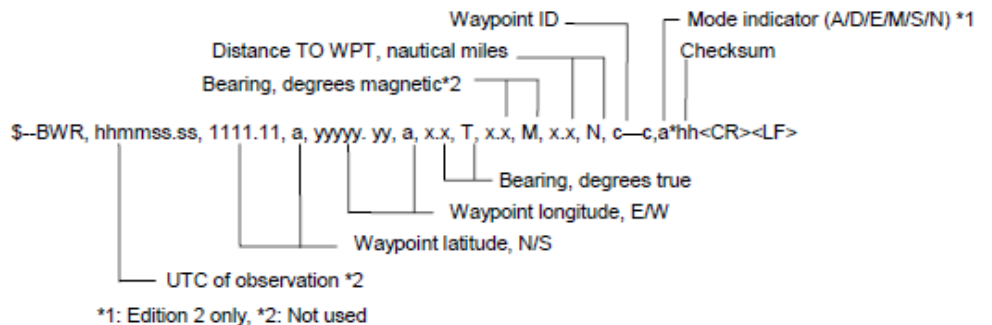 Waypoint ID
Mode indicator (A/D/E/M/S/N) *1
Distance TO WPT, nautical miles
Checksum
Bearing, degrees magnetic*2
$--BWR, hhmmss.ss, 1111.11, a, yyyyy. yy, a, x.x, T, x.x, M, x.x, N, c—c,a*hh<CR><LF>
Bearing, degrees true
Waypoint longitude, E/W
Waypoint latitude, N/S
UTC of observation *2
*1: Edition 2 only, *2: Not used